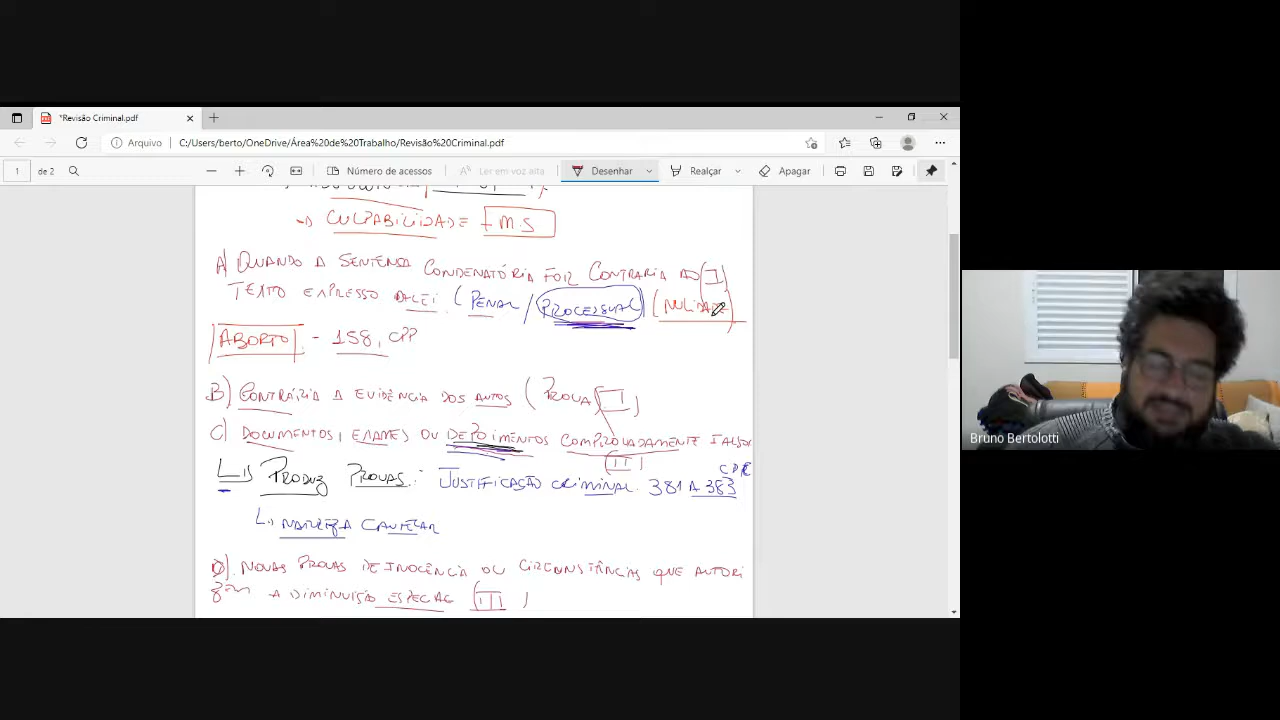 *Revisão Criminal.pdf
Arquivo C:/Users/berto/OneDrive/Área%20de%20Trabalho/Revisão%20Criminal.pdf
1 de 2 Número de acessos Ler em voz alta Desenhar Realçar Apagar
→ CULPABILIDADE + M.S
A) QUANDO A SENTENSA CONDENATÓRIA FOR CONTRARIA AO (I)
TEXTO EXPRESSO DA LEI (PENAL / PROCESSUAL (NULIDADE)
ABORTO - 158, CPP
B) CONTRÁRIA A EVIDÊNCIA DOS AUTOS (PROVA) I)
C) DOCUMENTOS, EXAMES OU DEPOIMENTOS COMPROVADAMENTE FALSOS
(II)
CPC
PRODUZ PROVAS: JUSTIFICAÇÃO CRIMINAL. 381 A 383
NATUREZA CAUTELAR
D) NOVAS PROVAS DE INOCÊNCIA OU CIRCUNSTÂNCIAS QUE AUTORI
ZEM A DIMINUIÇÃO ESPECIAL (III)
Bruno Bertolotti